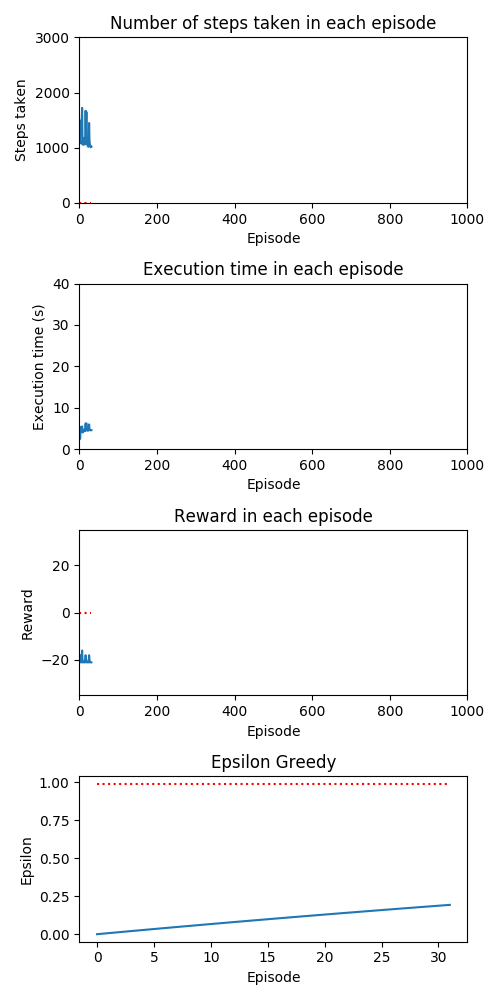 Number of steps taken in each episode
3000
2000
1000
0
Steps taken
0 200 400 600 800 1000
Episode
Execution time in each episode
40
30
20
10
0
Execution time (s)
0 200 400 600 800 1000
Episode
Reward in each episode
20
0
−20
Reward
0 200 400 600 800 1000
Episode
Epsilon Greedy
1.00
0.75
0.50
0.25
0.00
Epsilon
0 5 10 15 20 25 30
Episode